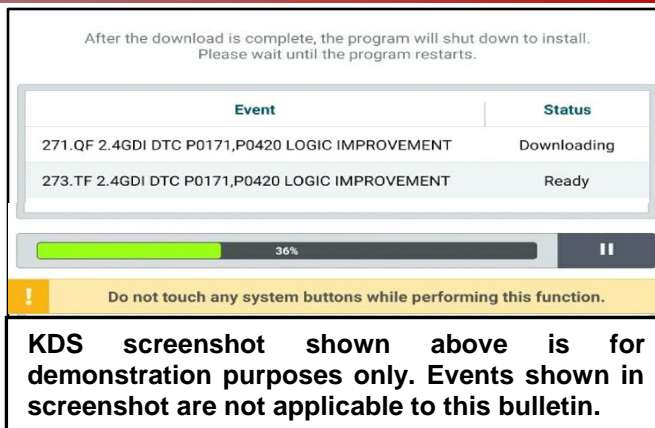 After the download is complete, the program will shut down to install.
Please wait until the program restarts.
Event Status
271.QF 2.4GDI DTC P0171,P0420 LOGIC IMPROVEMENT Downloading
273.TF 2.4GDI DTC P0171,P0420 LOGIC IMPROVEMENT Ready
36%
! Do not touch any system buttons while performing this function.
KDS screenshot shown above is for
demonstration purposes only. Events shown in
screenshot are not applicable to this bulletin.